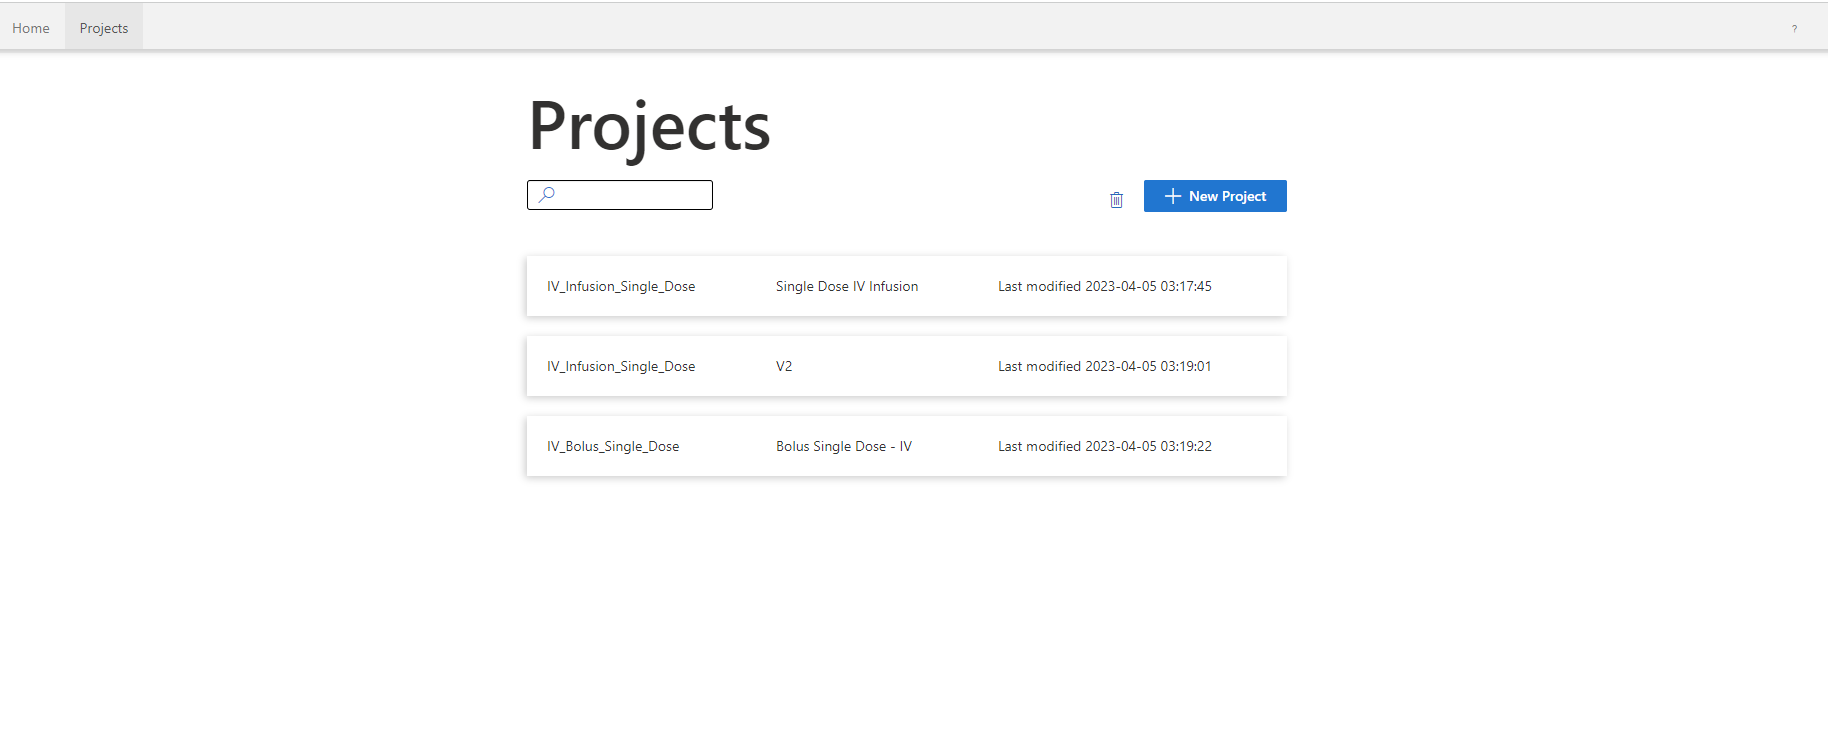 Home Projects ?
Projects
New Project
IV_Infusion_Single_Dose Single Dose IV Infusion Last modified 2023-04-05 03:17:45
IV_Infusion_Single_Dose V2 Last modified 2023-04-05 03:19:01
IV_Bolus_Single_Dose Bolus Single Dose - IV Last modified 2023-04-05 03:19:22